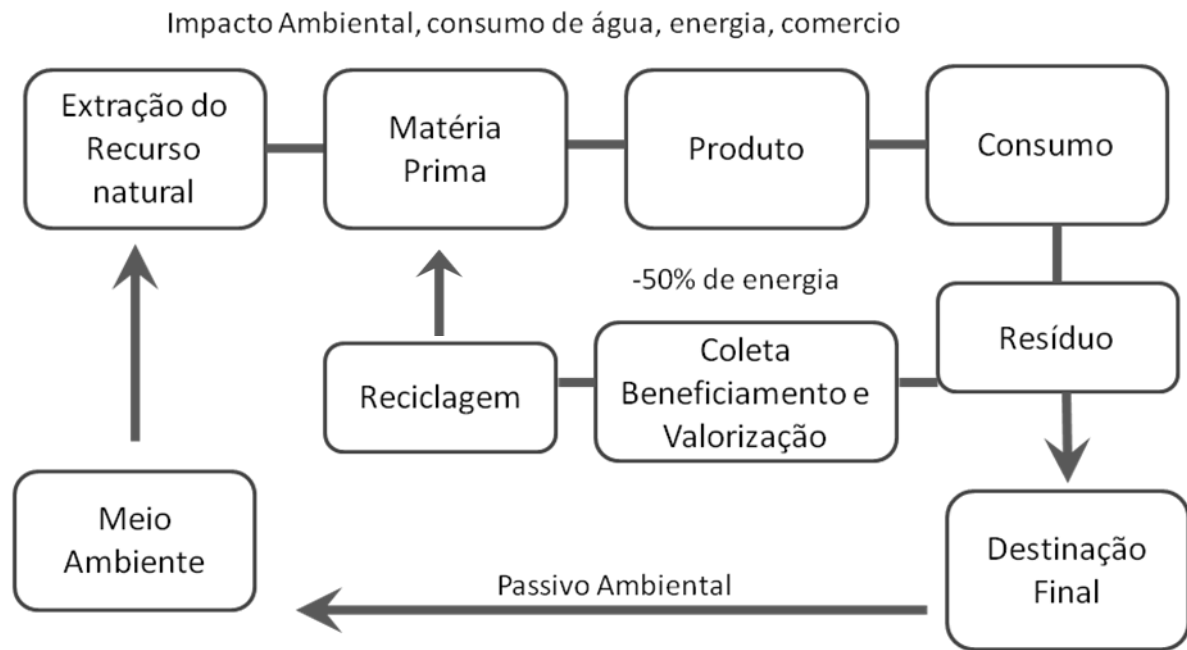 Impacto Ambiental, consumo de água, energia, comercio
Extração do
Recurso
natural
Matéria
Prima
Produto
Consumo
-50% de energia
Resíduo
Coleta
Beneficiamento e
Valorização
Reciclagem
Meio
Ambiente
Passivo Ambiental
Destinação
Final